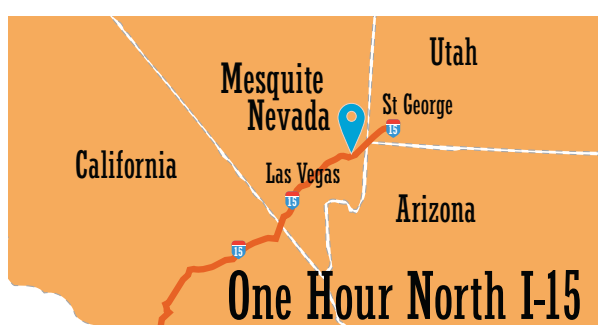 Utah
Mesquite
Nevada
St George
15
California
Las Vegas
15
Arizona
15
One Hour North I-15